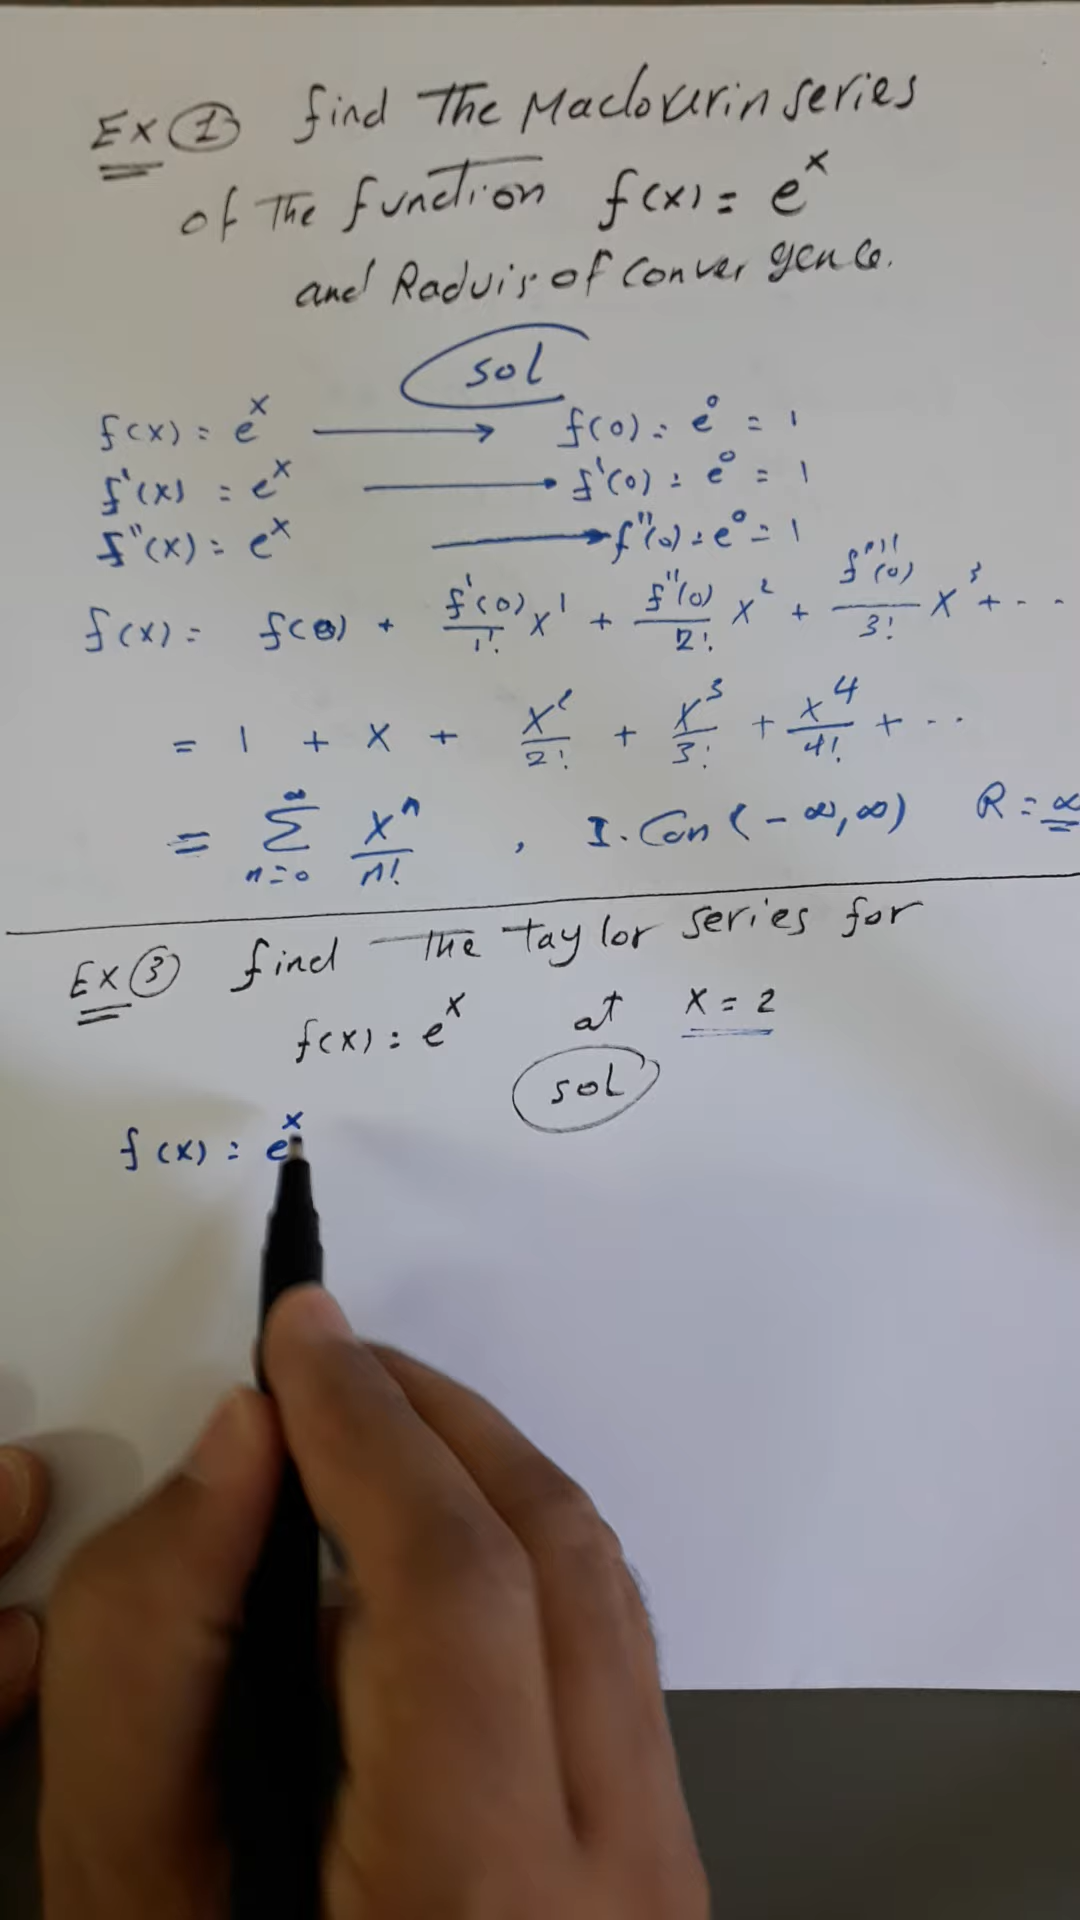 Ex ① find The Maclourin series
of The function f(x) = e^x
and Raduis of Convergence.
sol
f(x) = e^x → f(0) = e^0 = 1
f'(x) = e^x → f'(0) = e^0 = 1
f''(x) = e^x → f''(0) = e^0 = 1
f(x) = f(0) + f'(0)/1! x^1 + f''(0)/2! x^2 + f'''(0)/3! x^3 + ...
= 1 + x + x^2/2! + x^3/3! + x^4/4! + ...
= ∑_{n=0}^{∞} x^n/n! , I. Con (-∞,∞) R = ∞
Ex ③ find The taylor series for
f(x) = e^x at x = 2
sol
f(x) = e^x